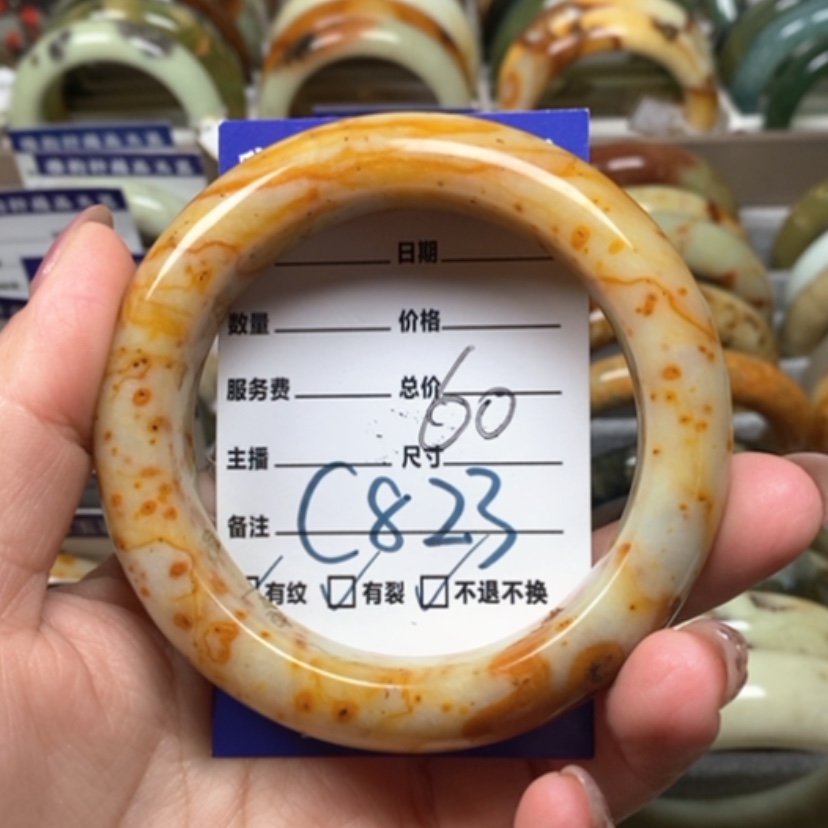 日期
数量 价格
服务费 总价
60
主播 尺寸
C823
备注
有纹 有裂 不退不换